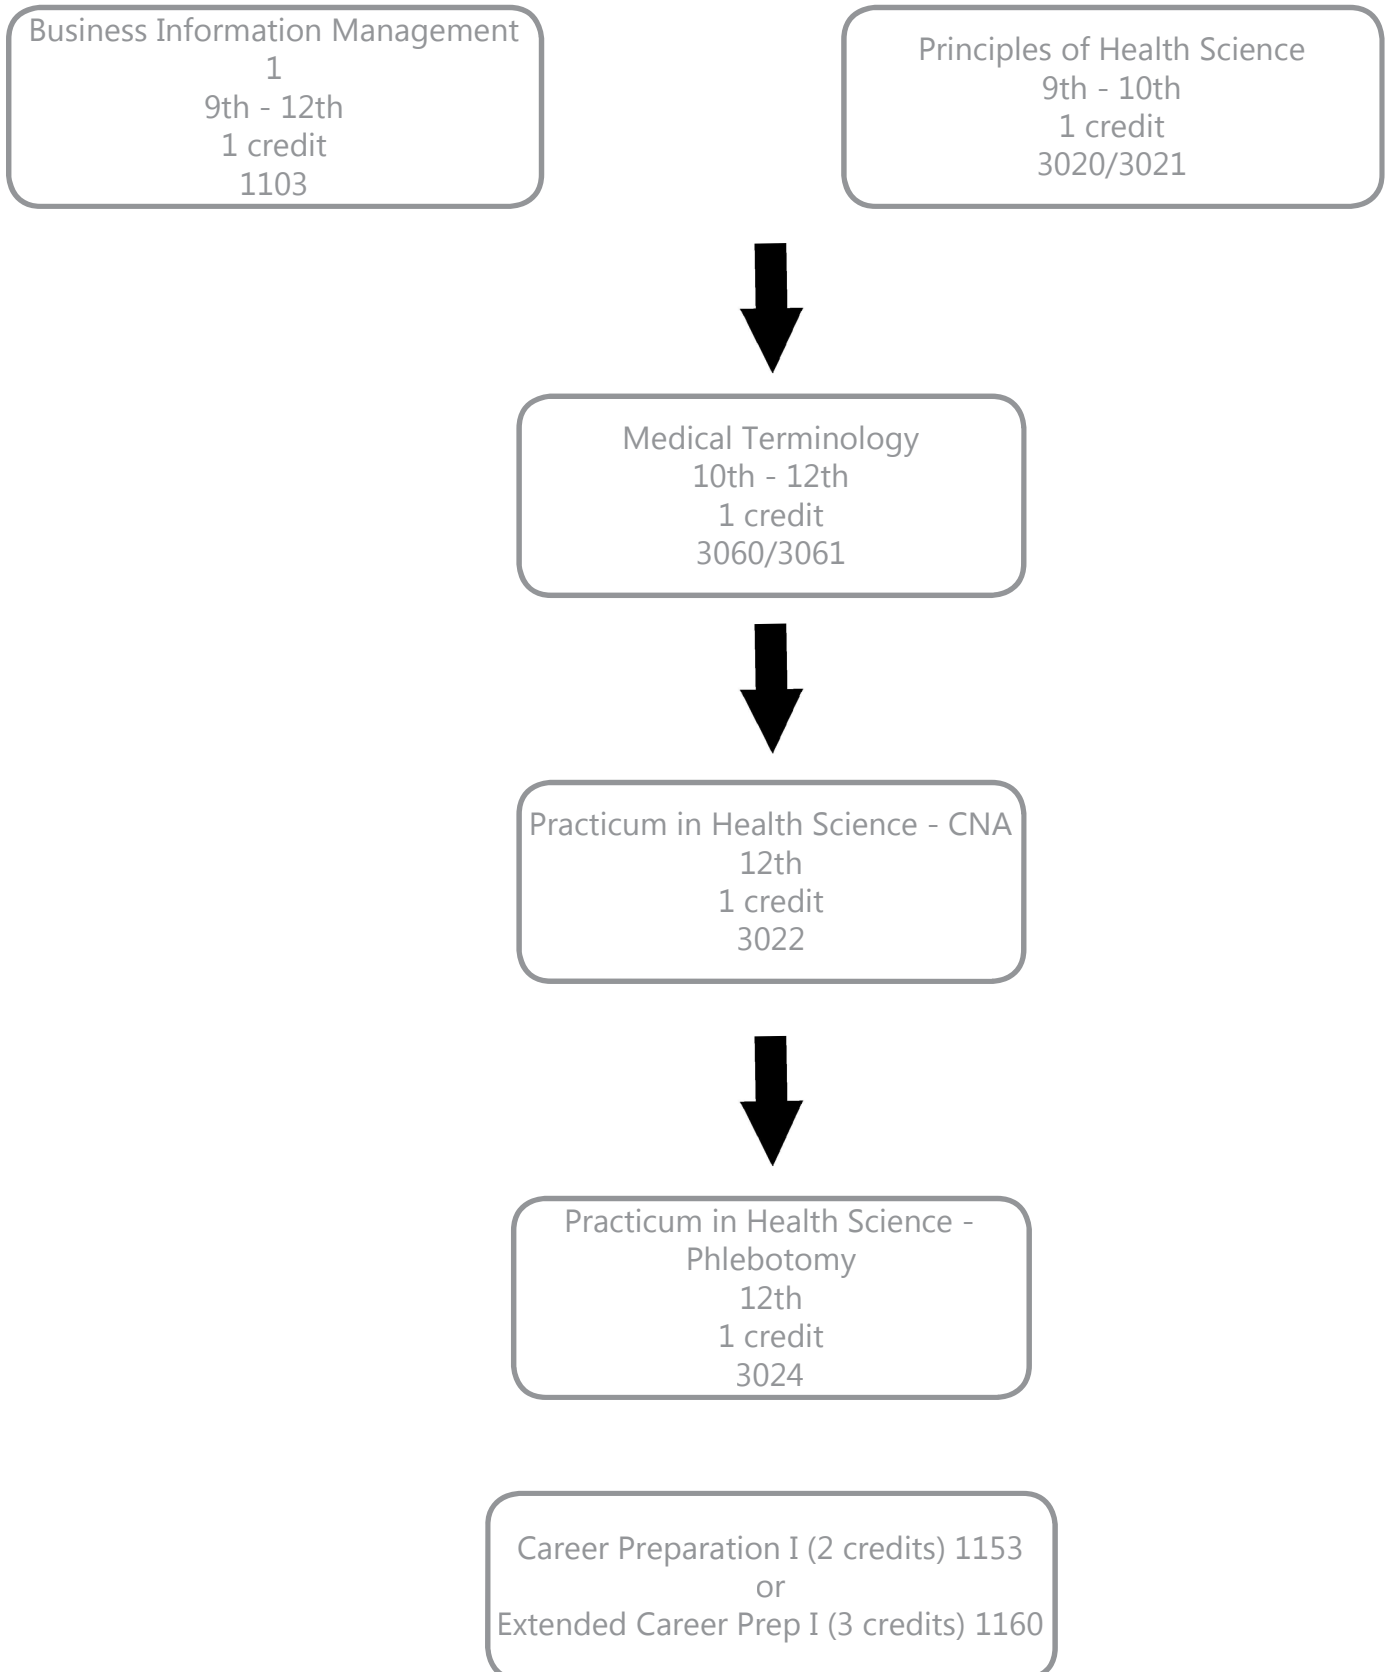 Business Information Management
1
9th - 12th
1 credit
1103
Principles of Health Science
9th - 10th
1 credit
3020/3021
Medical Terminology
10th - 12th
1 credit
3060/3061
Practicum in Health Science - CNA
12th
1 credit
3022
Practicum in Health Science -
Phlebotomy
12th
1 credit
3024
Career Preparation I (2 credits) 1153
or
Extended Career Prep I (3 credits) 1160